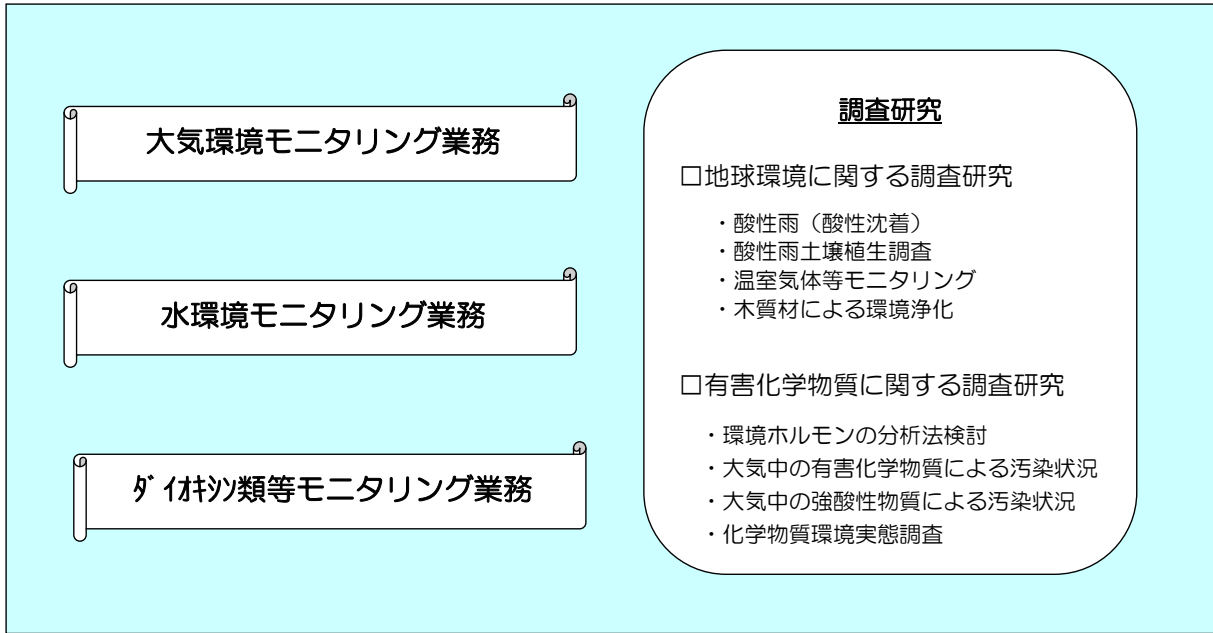 大気環境モニタリング業務
水環境モニタリング業務
ﾀﾞｲｵｷｼﾝ類等モニタリング業務
調査研究
□地球環境に関する調査研究
・酸性雨（酸性沈着）
・酸性雨土壌植生調査
・温室気体等モニタリング
・木質材による環境浄化
□有害化学物質に関する調査研究
・環境ホルモンの分析法検討
・大気中の有害化学物質による汚染状況
・大気中の強酸性物質による汚染状況
・化学物質環境実態調査